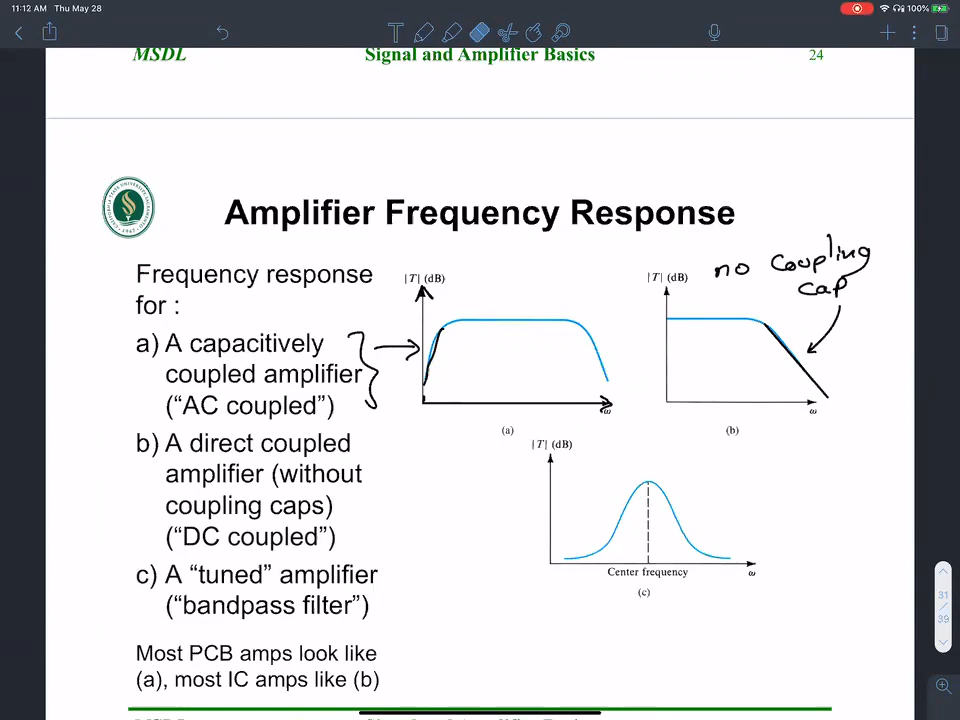 11:12 AM Thu May 28
100%
MSDL Signal and Amplifier Basics 24
Amplifier Frequency Response
Frequency response
for :
a) A capacitively
coupled amplifier
(“AC coupled”)
b) A direct coupled
amplifier (without
coupling caps)
(“DC coupled”)
c) A “tuned” amplifier
(“bandpass filter”)
Most PCB amps look like
(a), most IC amps like (b)
|T| (dB)
ω
(a)
|T| (dB)
no coupling
cap
ω
(b)
|T| (dB)
Center frequency
ω
(c)
31
/
39